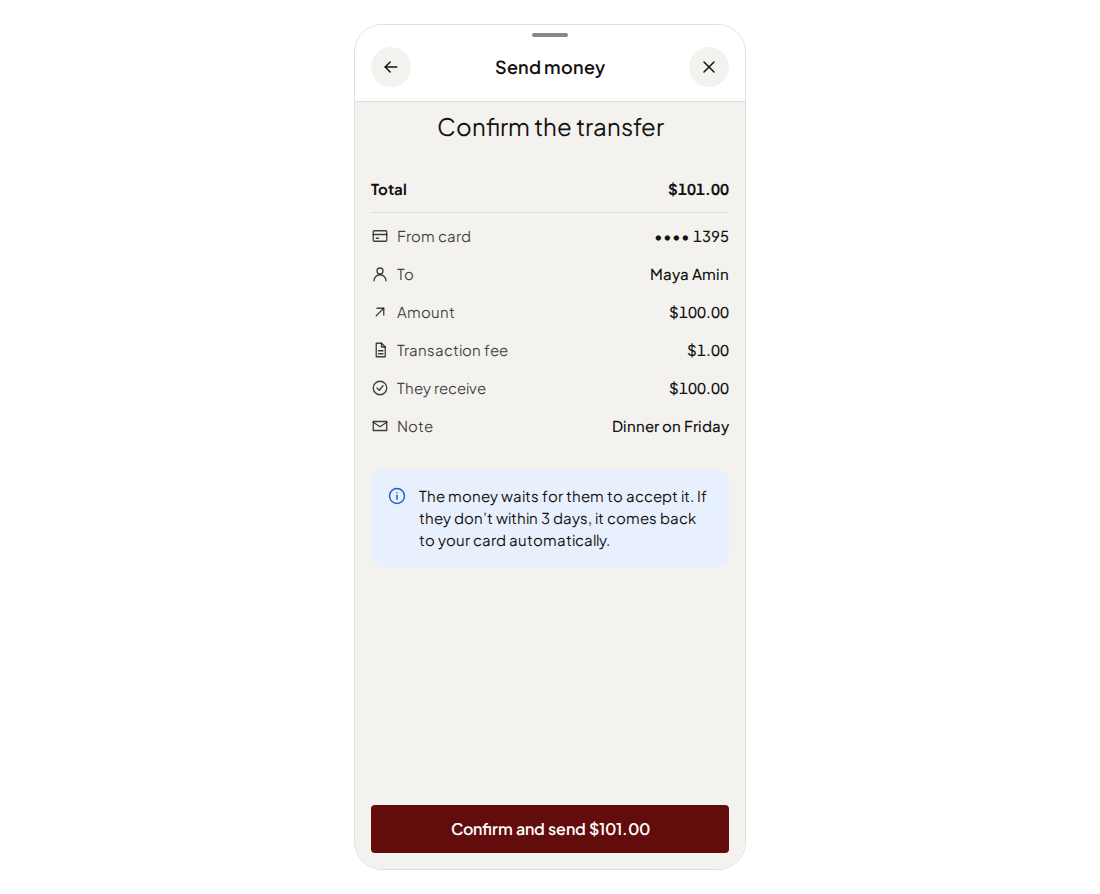 Send money
Confirm the transfer
Total $101.00
From card •••• 1395
To Maya Amin
Amount $100.00
Transaction fee $1.00
They receive $100.00
Note Dinner on Friday
The money waits for them to accept it. If
they don't within 3 days, it comes back
to your card automatically.
Confirm and send $101.00